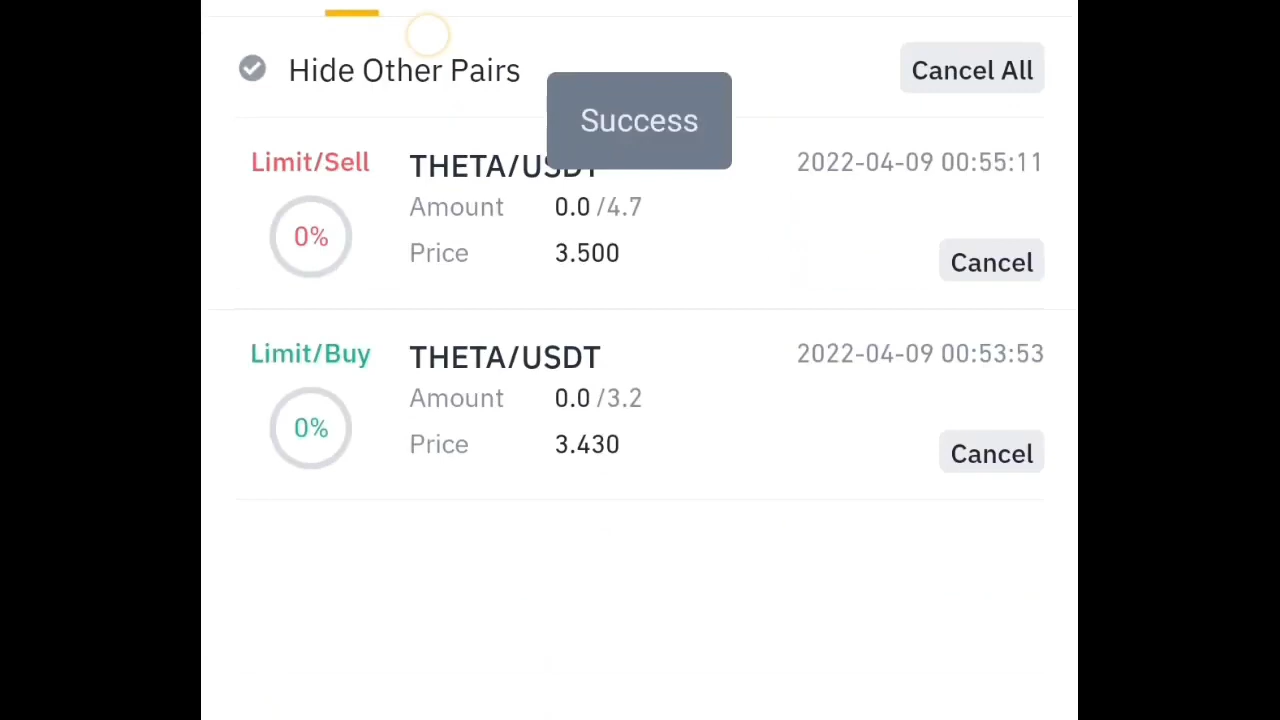 Hide Other Pairs
Cancel All
Success
Limit/Sell
THETA/USDT
2022-04-09 00:55:11
Amount 0.0 /4.7
0%
Price 3.500
Cancel
Limit/Buy
THETA/USDT
2022-04-09 00:53:53
Amount 0.0 /3.2
0%
Price 3.430
Cancel